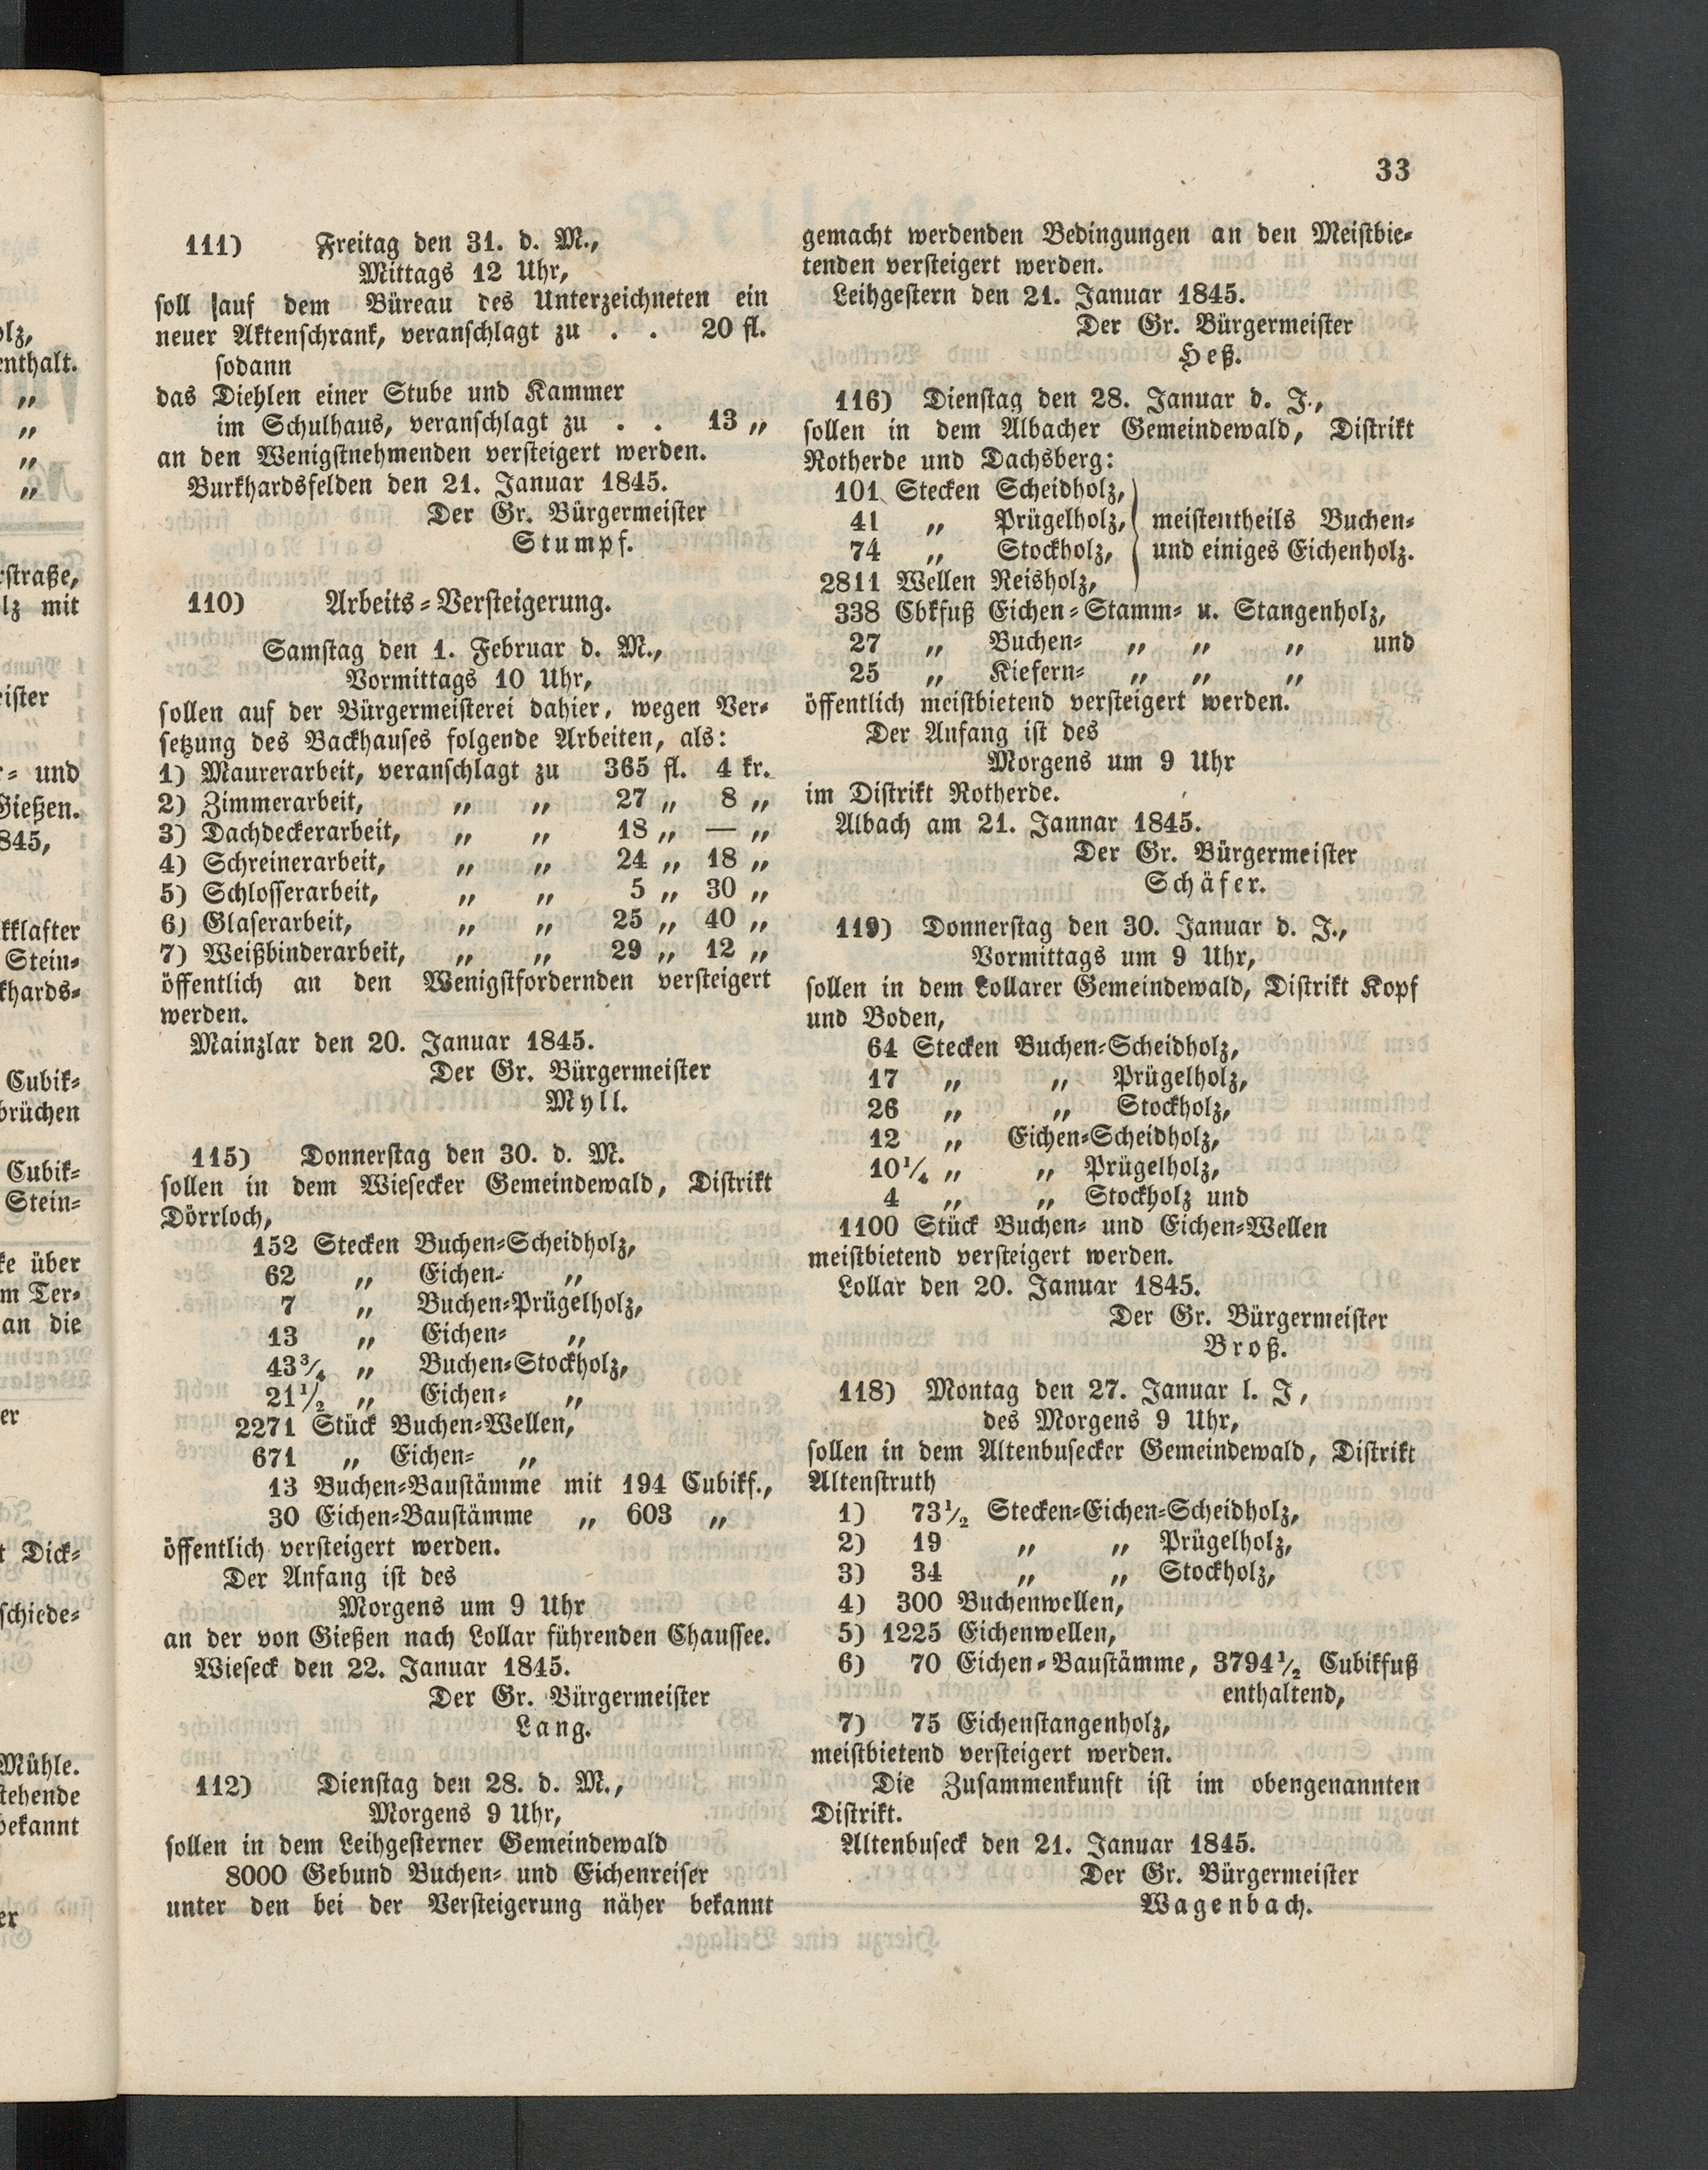 33
111) Freitag den 31. d. M.,
Mittags 12 Uhr,
soll auf dem Büreau des Unterzeichneten ein
neuer Aktenschrank, veranschlagt zu . . 20 fl.
sodann
das Diehlen einer Stube und Kammer
im Schulhaus, veranschlagt zu . . 13 „
an den Wenigstnehmenden versteigert werden.
Burkhardsfelden den 21. Januar 1845.
Der Gr. Bürgermeister
Stumpf.
110) Arbeits-Versteigerung.
Samstag den 1. Februar d. M.,
Vormittags 10 Uhr,
sollen auf der Bürgermeisterei dahier, wegen Ver-
setzung des Backhauses folgende Arbeiten, als:
1) Maurerarbeit, veranschlagt zu 365 fl. 4 kr.
2) Zimmerarbeit, „ „ 27 „ 8 „
3) Dachdeckerarbeit, „ „ 18 „ — „
4) Schreinerarbeit, „ „ 24 „ 18 „
5) Schlosserarbeit, „ „ 5 „ 30 „
6) Glaserarbeit, „ „ 25 „ 40 „
7) Weißbinderarbeit, „ „ 29 „ 12 „
öffentlich an den Wenigstfordernden versteigert
werden.
Mainzlar den 20. Januar 1845.
Der Gr. Bürgermeister
Myll.
115) Donnerstag den 30. d. M.
sollen in dem Wiesecker Gemeindewald, Distrikt
Dörrloch,
152 Stecken Buchen-Scheidholz,
62 „ Eichen- „
7 „ Buchen-Prügelholz,
13 „ Eichen- „
43¾ „ Buchen-Stockholz,
21½ „ Eichen- „
2271 Stück Buchen-Wellen,
671 „ Eichen- „
13 Buchen-Baustämme mit 194 Cubikf.,
30 Eichen-Baustämme „ 603 „
öffentlich versteigert werden.
Der Anfang ist des
Morgens um 9 Uhr
an der von Gießen nach Lollar führenden Chaussee.
Wieseck den 22. Januar 1845.
Der Gr. Bürgermeister
Lang.
112) Dienstag den 28. d. M.,
Morgens 9 Uhr,
sollen in dem Leihgesterner Gemeindewald
8000 Gebund Buchen- und Eichenreiser
unter den bei der Versteigerung näher bekannt
gemacht werdenden Bedingungen an den Meistbie-
tenden versteigert werden.
Leihgestern den 21. Januar 1845.
Der Gr. Bürgermeister
Heß.
116) Dienstag den 28. Januar d. J.,
sollen in dem Albacher Gemeindewald, Distrikt
Rotherde und Dachsberg:
101 Stecken Scheidholz,
41 „ Prügelholz, meistentheils Buchen-
74 „ Stockholz, und einiges Eichenholz.
2811 Wellen Reisholz,
338 Cbkfuß Eichen-Stamm- u. Stangenholz,
27 „ Buchen- „ „ „ und
25 „ Kiefern- „ „ „
öffentlich meistbietend versteigert werden.
Der Anfang ist des
Morgens um 9 Uhr
im Distrikt Rotherde.
Albach am 21. Jannar 1845.
Der Gr. Bürgermeister
Schäfer.
119) Donnerstag den 30. Januar d. J.,
Vormittags um 9 Uhr,
sollen in dem Lollarer Gemeindewald, Distrikt Kopf
und Boden,
64 Stecken Buchen-Scheidholz,
17 „ „ Prügelholz,
26 „ „ Stockholz,
12 „ Eichen-Scheidholz,
10¼ „ „ Prügelholz,
4 „ „ Stockholz und
1100 Stück Buchen- und Eichen-Wellen
meistbietend versteigert werden.
Lollar den 20. Januar 1845.
Der Gr. Bürgermeister
Broß.
118) Montag den 27. Januar l. J,
des Morgens 9 Uhr,
sollen in dem Altenbusecker Gemeindewald, Distrikt
Altenstruth
1) 73½ Stecken-Eichen-Scheidholz,
2) 19 „ „ Prügelholz,
3) 34 „ „ Stockholz,
4) 300 Buchenwellen,
5) 1225 Eichenwellen,
6) 70 Eichen-Baustämme, 3794½ Cubikfuß
enthaltend,
7) 75 Eichenstangenholz,
meistbietend versteigert werden.
Die Zusammenkunft ist im obengenannten
Distrikt.
Altenbuseck den 21. Januar 1845.
Der Gr. Bürgermeister
Wagenbach.